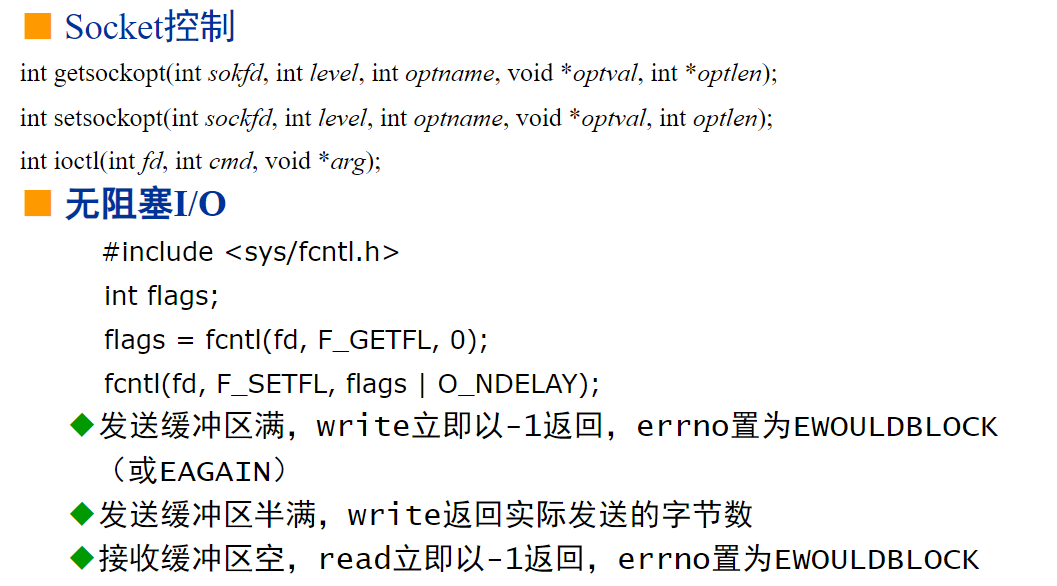 Socket控制
int getsockopt(int sokfd, int level, int optname, void *optval, int *optlen);
int setsockopt(int sockfd, int level, int optname, void *optval, int optlen);
int ioctl(int fd, int cmd, void *arg);
无阻塞I/O
#include <sys/fcntl.h>
int flags;
flags = fcntl(fd, F_GETFL, 0);
fcntl(fd, F_SETFL, flags | O_NDELAY);
发送缓冲区满，write立即以-1返回，errno置为EWOULDBLOCK
（或EAGAIN）
发送缓冲区半满，write返回实际发送的字节数
接收缓冲区空，read立即以-1返回，errno置为EWOULDBLOCK